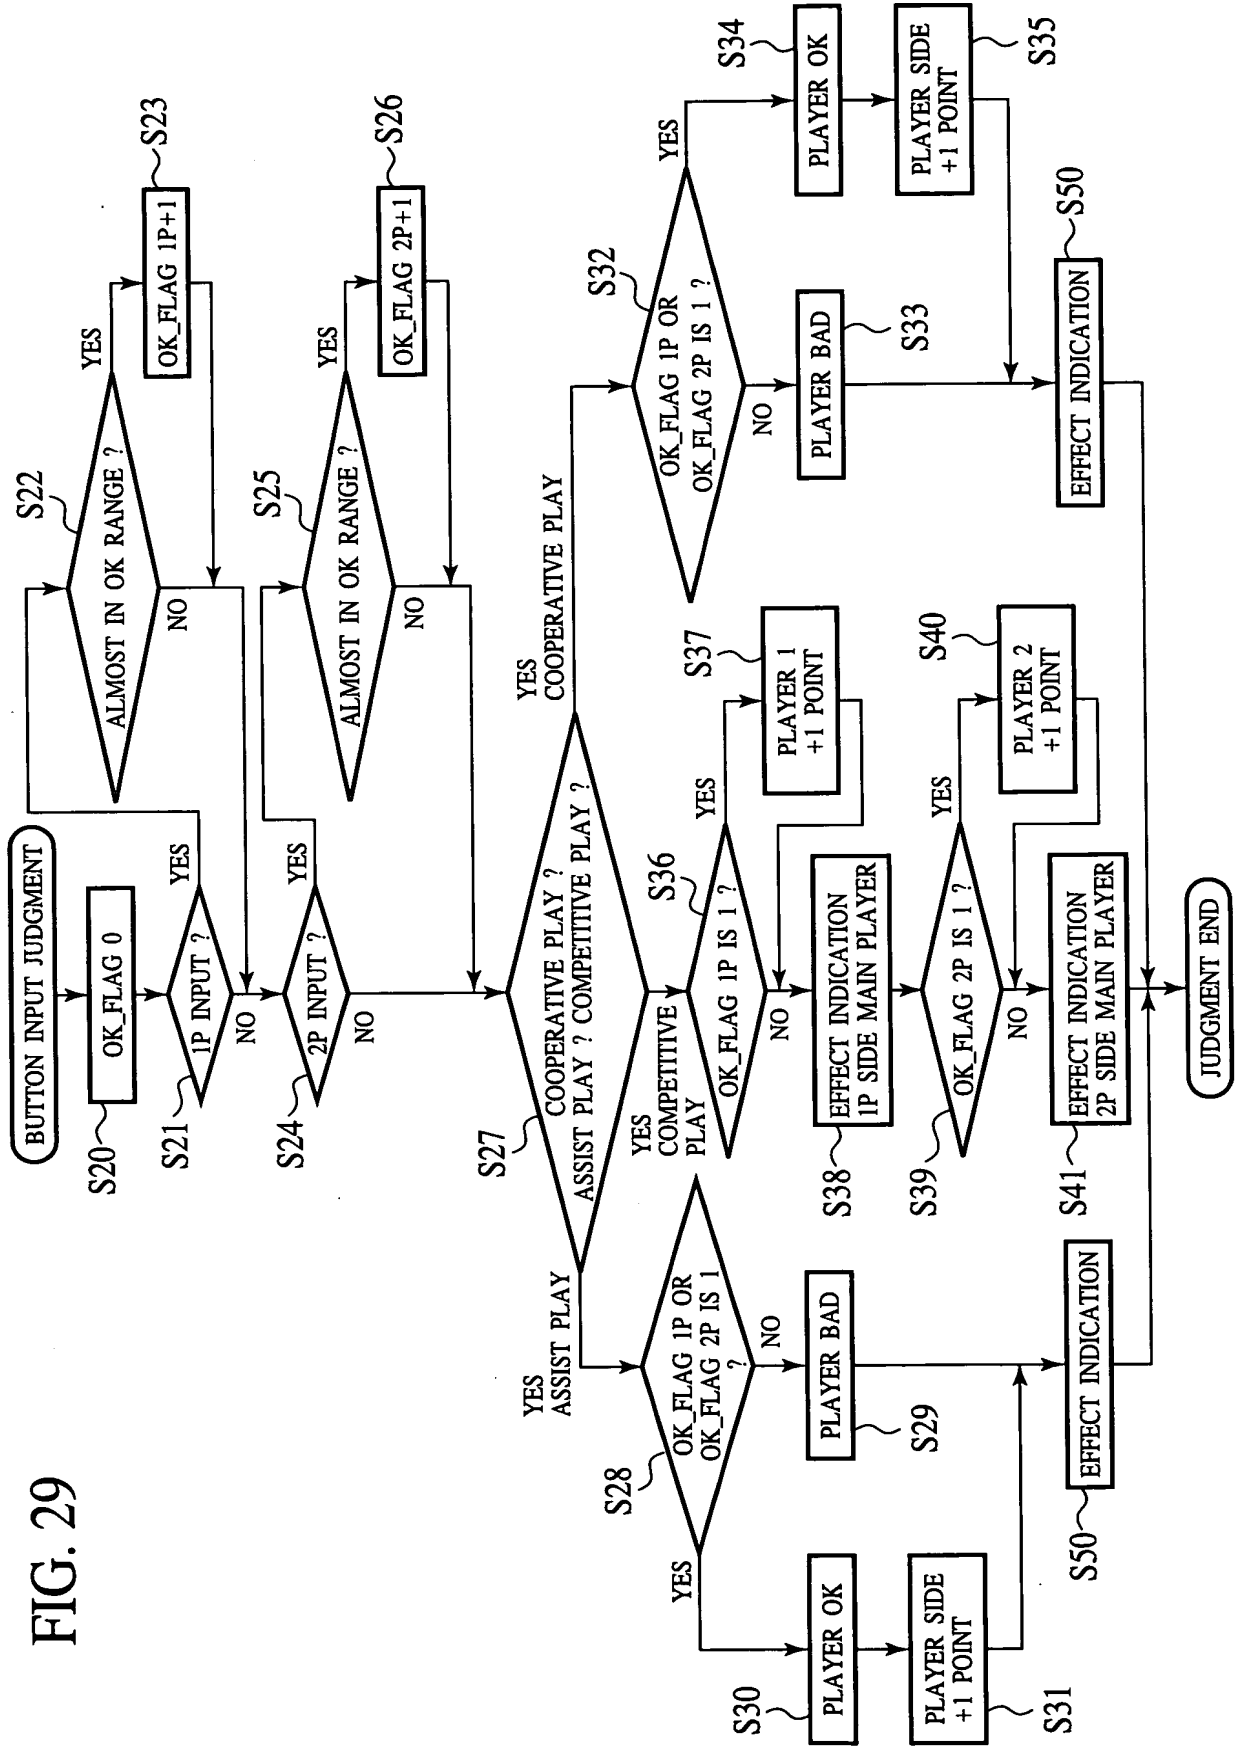 FIG. 29
BUTTON INPUT JUDGMENT
S20
OK_FLAG 0
S21
1P INPUT ?
YES
NO
S22
ALMOST IN OK RANGE ?
YES
NO
S23
OK_FLAG 1P+1
S24
2P INPUT ?
YES
NO
S25
ALMOST IN OK RANGE ?
YES
NO
S26
OK_FLAG 2P+1
S27
COOPERATIVE PLAY ?
ASSIST PLAY ? COMPETITIVE PLAY ?
YES
ASSIST PLAY
YES
COMPETITIVE
PLAY
YES
COOPERATIVE PLAY
S28
OK_FLAG 1P OR
OK_FLAG 2P IS 1
?
YES
NO
S29
PLAYER BAD
S30
PLAYER OK
S31
PLAYER SIDE
+1 POINT
S50
EFFECT INDICATION
S36
OK_FLAG 1P IS 1 ?
YES
NO
S37
PLAYER 1
+1 POINT
S38
EFFECT INDICATION
1P SIDE MAIN PLAYER
S39
OK_FLAG 2P IS 1 ?
YES
NO
S40
PLAYER 2
+1 POINT
S41
EFFECT INDICATION
2P SIDE MAIN PLAYER
S32
OK_FLAG 1P OR
OK_FLAG 2P IS 1 ?
YES
NO
S33
PLAYER BAD
S34
PLAYER OK
S35
PLAYER SIDE
+1 POINT
S50
EFFECT INDICATION
JUDGMENT END